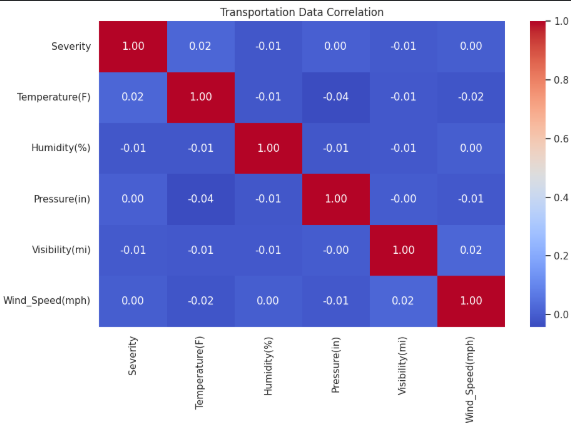 Transportation Data Correlation
Severity 1.00 0.02 -0.01 0.00 -0.01 0.00
Temperature(F) 0.02 1.00 -0.01 -0.04 -0.01 -0.02
Humidity(%) -0.01 -0.01 1.00 -0.01 -0.01 0.00
Pressure(in) 0.00 -0.04 -0.01 1.00 -0.00 -0.01
Visibility(mi) -0.01 -0.01 -0.01 -0.00 1.00 0.02
Wind_Speed(mph) 0.00 -0.02 0.00 -0.01 0.02 1.00
Severity
Temperature(F)
Humidity(%)
Pressure(in)
Visibility(mi)
Wind_Speed(mph)
1.0
0.8
0.6
0.4
0.2
0.0